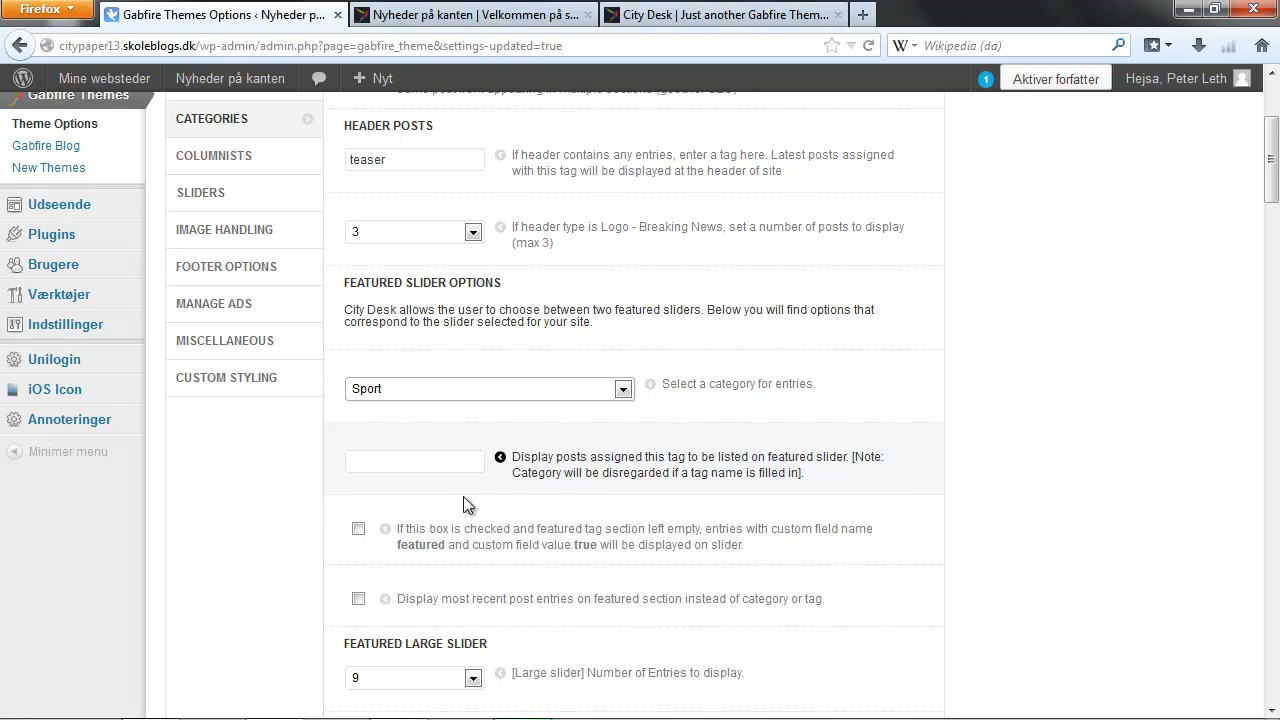 Firefox
Gabfire Themes Options ‹ Nyheder p...
Nyheder på kanten | Velkommen på s...
City Desk | Just another Gabfire Them...
citypaper13.skoleblogs.dk/wp-admin/admin.php?page=gabfire_theme&settings-updated=true
Wikipedia (da)
Mine websteder
Nyheder på kanten
Nyt
1
Aktiver forfatter
Hejsa, Peter Leth
Gabfire Themes
Theme Options
Gabfire Blog
New Themes
Udseende
Plugins
Brugere
Værktøjer
Indstillinger
Unilogin
iOS Icon
Annoteringer
Minimer menu
CATEGORIES
COLUMNISTS
SLIDERS
IMAGE HANDLING
FOOTER OPTIONS
MANAGE ADS
MISCELLANEOUS
CUSTOM STYLING
HEADER POSTS
teaser
If header contains any entries, enter a tag here. Latest posts assigned
with this tag will be displayed at the header of site
3
If header type is Logo - Breaking News, set a number of posts to display
(max 3)
FEATURED SLIDER OPTIONS
City Desk allows the user to choose between two featured sliders. Below you will find options that
correspond to the slider selected for your site.
Sport
Select a category for entries.
Display posts assigned this tag to be listed on featured slider. [Note:
Category will be disregarded if a tag name is filled in].
If this box is checked and featured tag section left empty, entries with custom field name
featured and custom field value true will be displayed on slider.
Display most recent post entries on featured section instead of category or tag.
FEATURED LARGE SLIDER
9
[Large slider] Number of Entries to display.